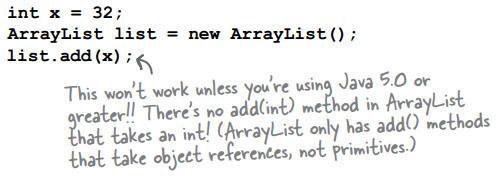 int x = 32;
ArrayList list = new ArrayList();
list.add(x);
This won't work unless you're using Java 5.0 or
greater!! There's no add(int) method in ArrayList
that takes an int! (ArrayList only has add() methods
that take object references, not primitives.)